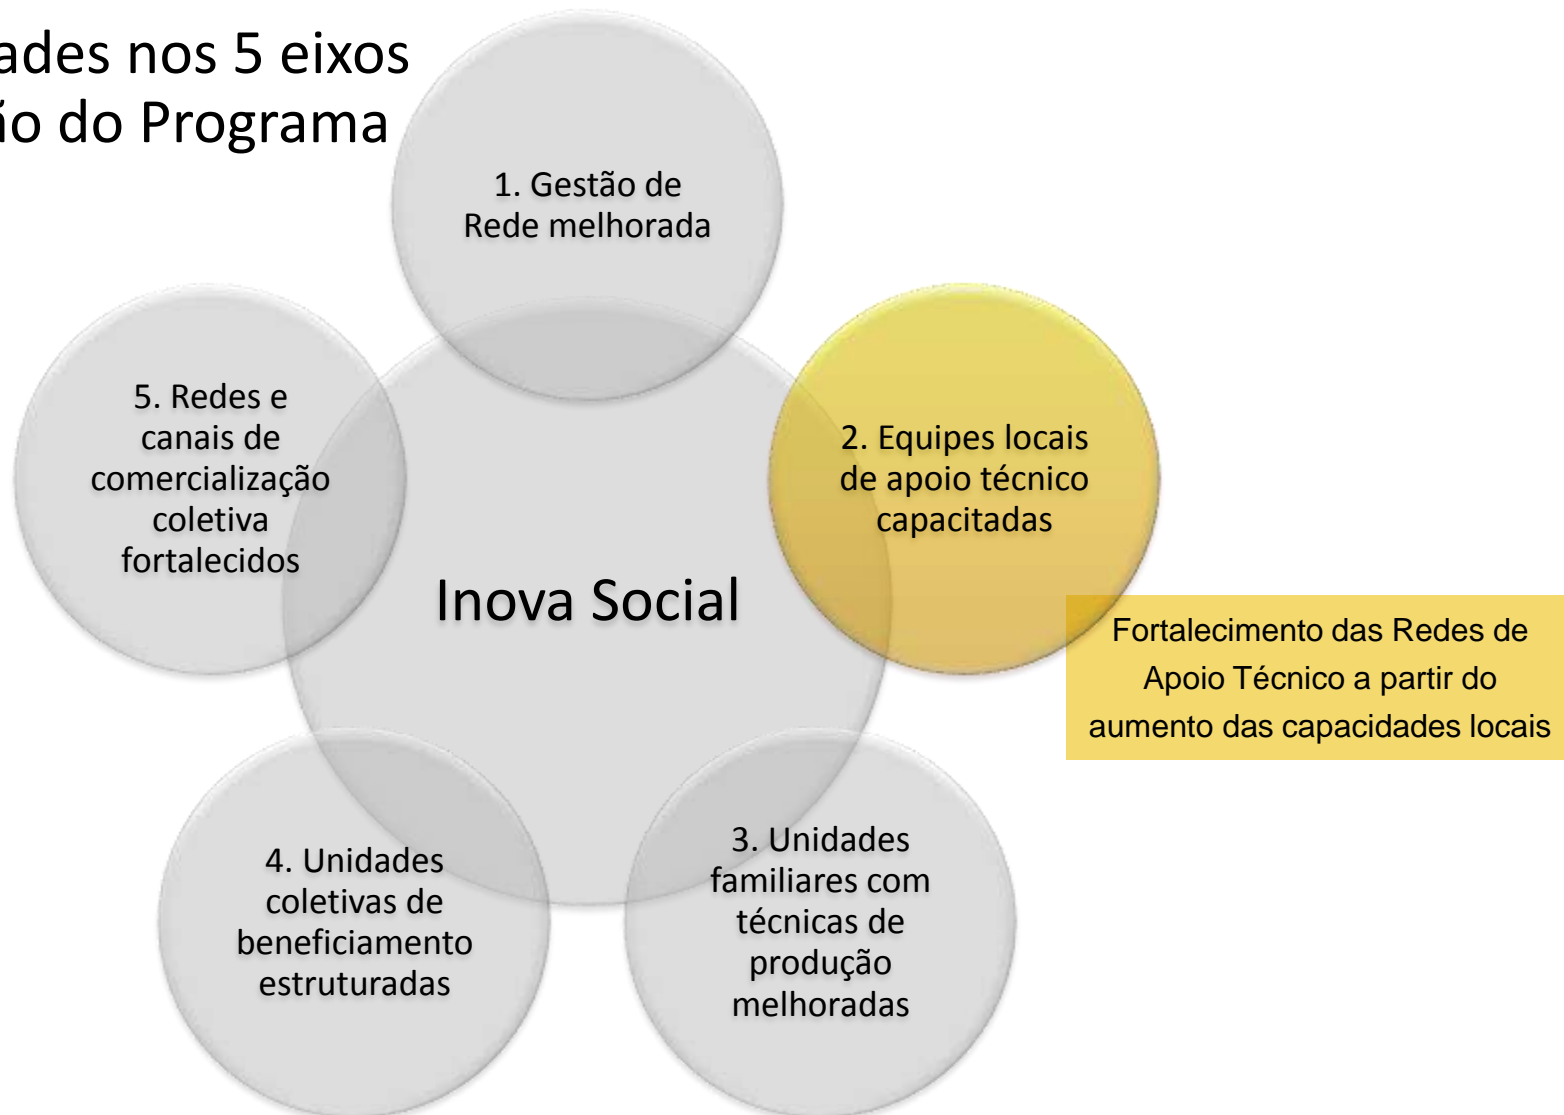 ades nos 5 eixos
ão do Programa
1. Gestão de
Rede melhorada
2. Equipes locais
de apoio técnico
capacitadas
Fortalecimento das Redes de
Apoio Técnico a partir do
aumento das capacidades locais
3. Unidades
familiares com
técnicas de
produção
melhoradas
4. Unidades
coletivas de
beneficiamento
estruturadas
5. Redes e
canais de
comercialização
coletiva
fortalecidos
Inova Social